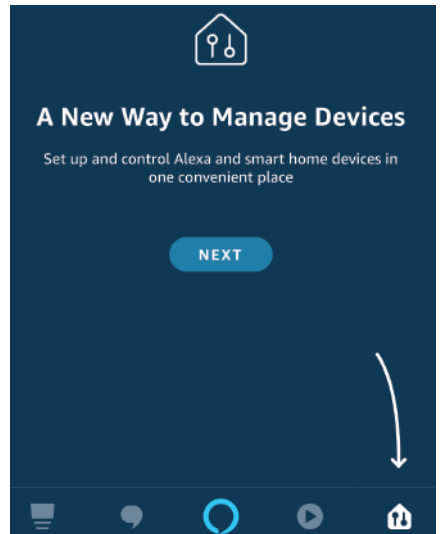 A New Way to Manage Devices
Set up and control Alexa and smart home devices in
one convenient place
NEXT